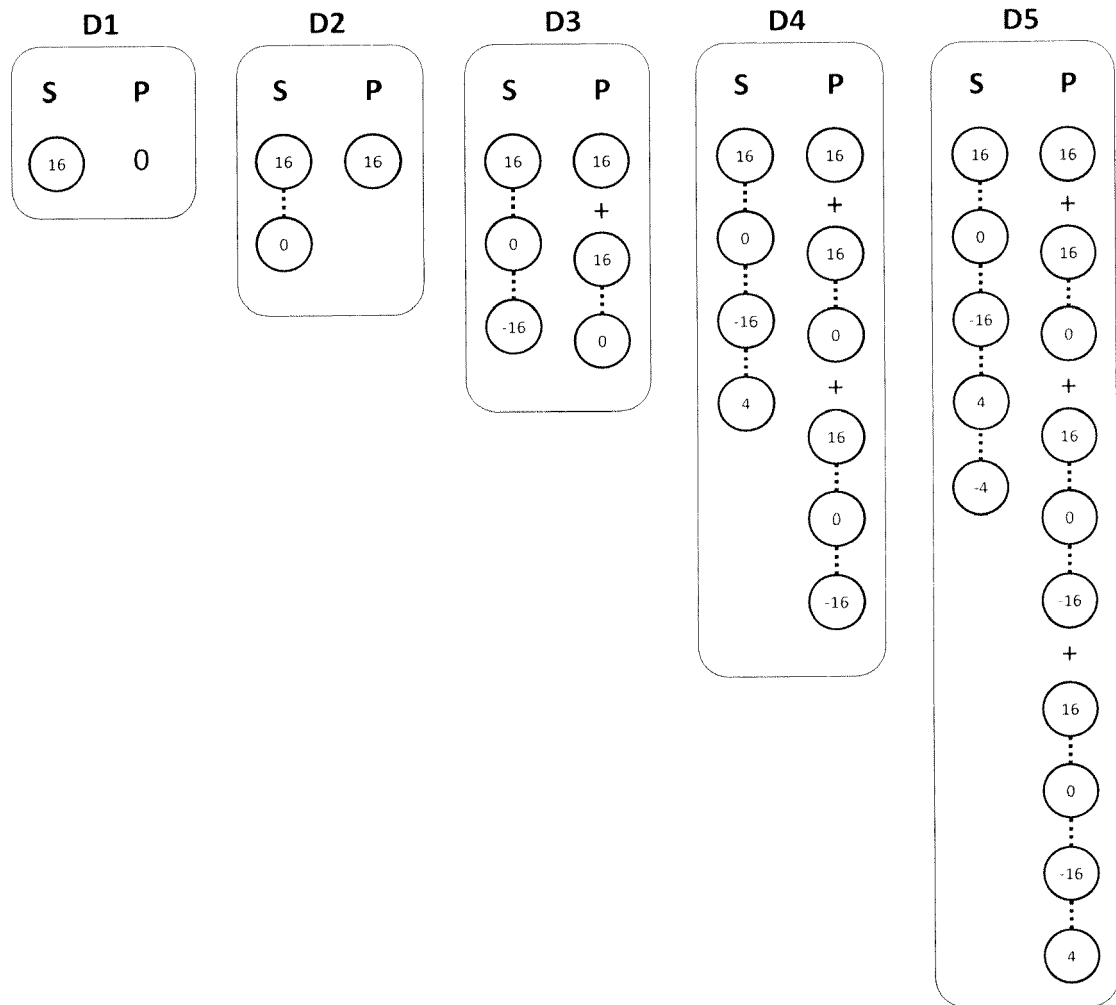 D1 D2 D3 D4 D5
S P S P S P S P S P
16 0 16 16 16 16 16 16 16 16
+ + +
0 0 16 0 16 0 16
-16 0 -16 0 -16 0
4 + 4 +
16 16
0 -4 0
-16 -16
+
16
0
-16
4